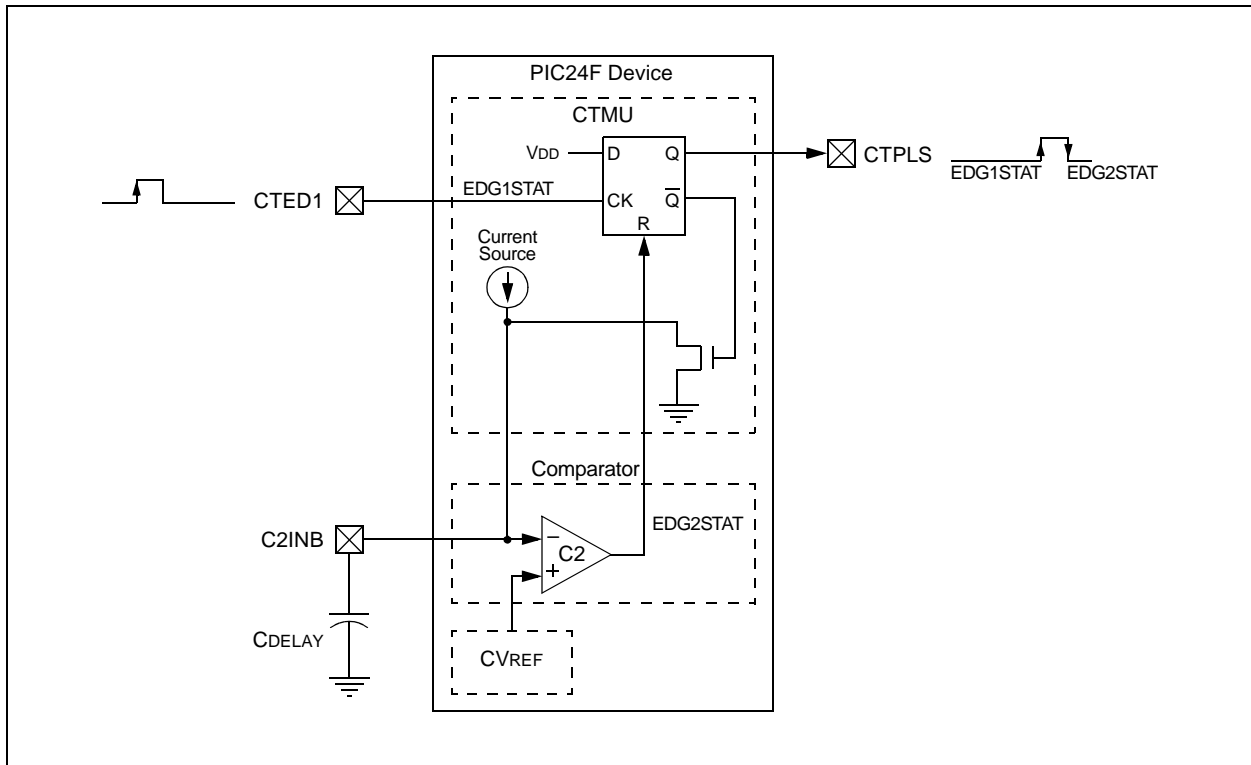 PIC24F Device
CTMU
VDD
D
Q
CTPLS
EDG1STAT
EDG2STAT
CTED1
EDG1STAT
CK
Q
R
Current
Source
Comparator
C2INB
EDG2STAT
−
C2
+
CDELAY
CVREF